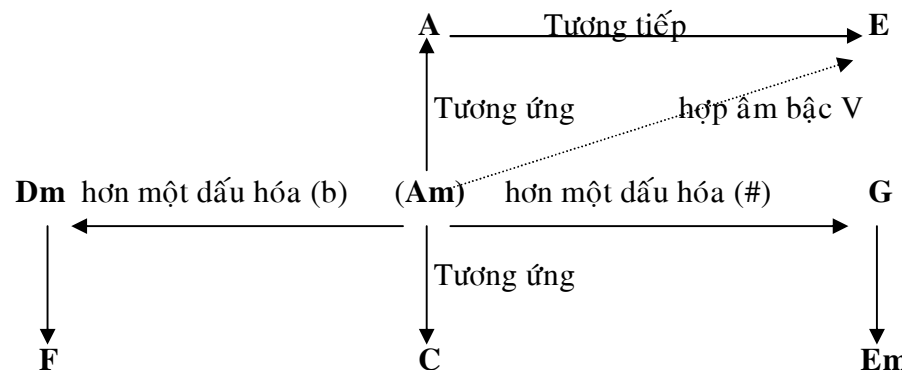 A Tương tiếp E
Tương ứng hợp âm bậc V
Dm hơn một dấu hóa (b) (Am) hơn một dấu hóa (#) G
Tương ứng
F C Em